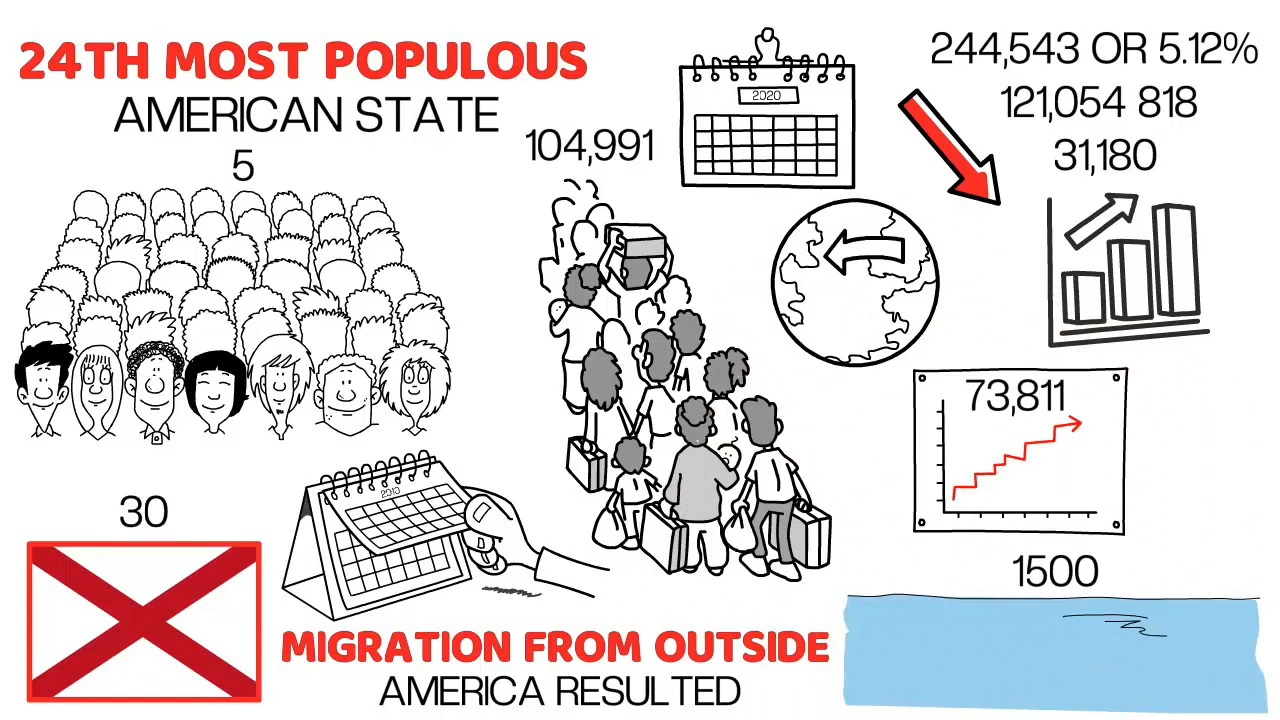 24TH MOST POPULOUS
AMERICAN STATE
5
104,991
2020
244,543 OR 5.12%
121,054 818
31,180
73,811
30
2010
1500
MIGRATION FROM OUTSIDE
AMERICA RESULTED